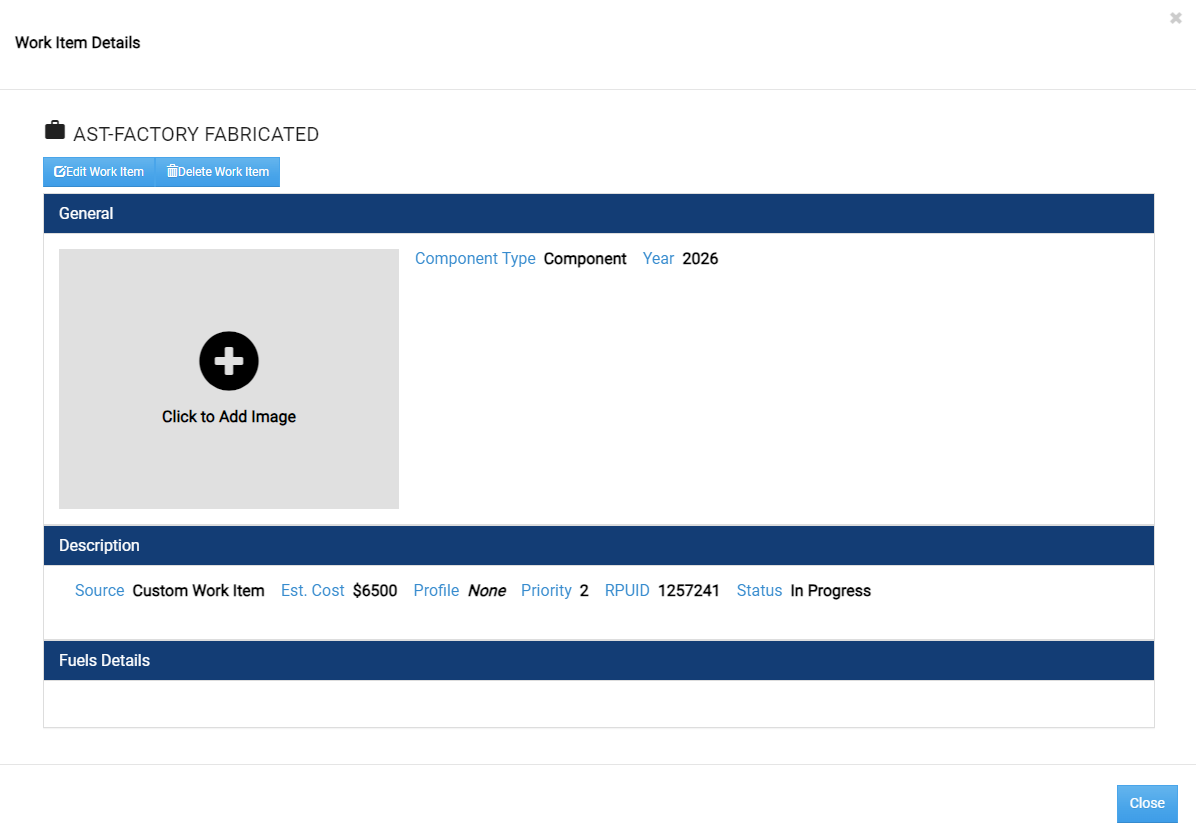 Work Item Details
AST-FACTORY FABRICATED
Edit Work Item Delete Work Item
General
Component Type Component Year 2026
Click to Add Image
Description
Source Custom Work Item Est. Cost $6500 Profile None Priority 2 RPUID 1257241 Status In Progress
Fuels Details
Close